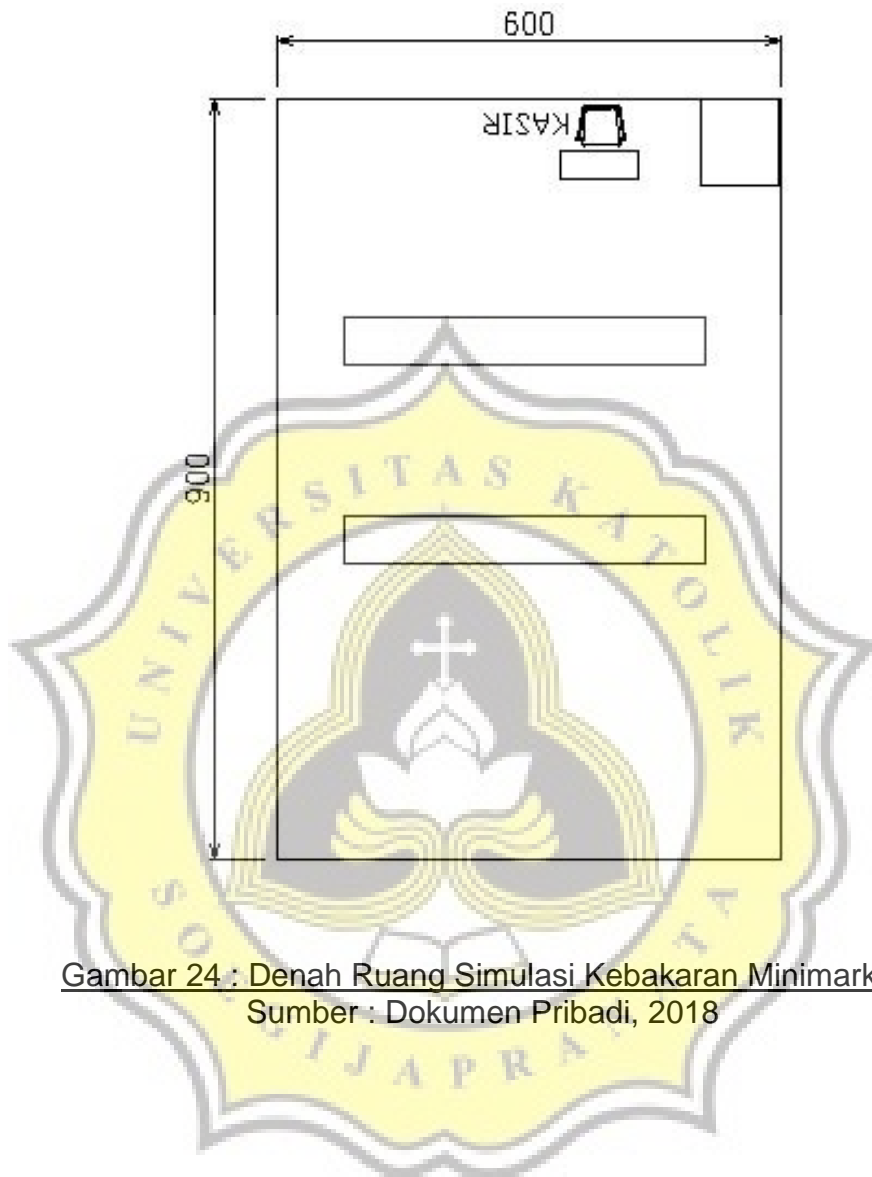 600
KASIR
900
UNIVERSITAS KATOLIK
SOEGIJAPRANATA
Gambar 24 : Denah Ruang Simulasi Kebakaran Minimark
Sumber : Dokumen Pribadi, 2018